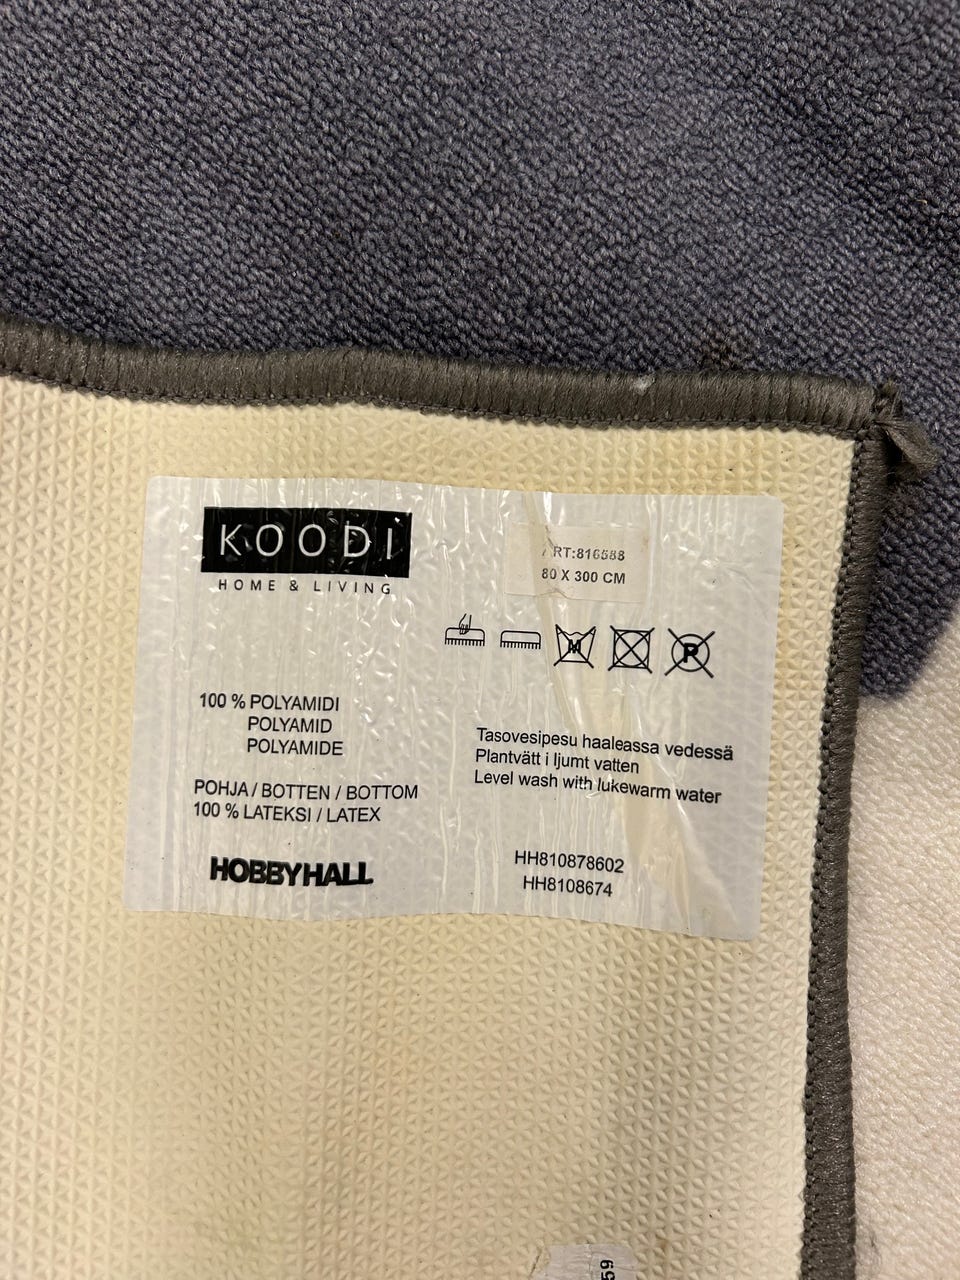 KOODI
HOME & LIVING
ART:816588
80 X 300 CM
M
P
100 % POLYAMIDI
POLYAMID
POLYAMIDE
Tasovesipesu haaleassa vedessä
Plantvätt i ljumt vatten
Level wash with lukewarm water
POHJA / BOTTEN / BOTTOM
100 % LATEKSI / LATEX
HOBBYHALL
HH810878602
HH8108674